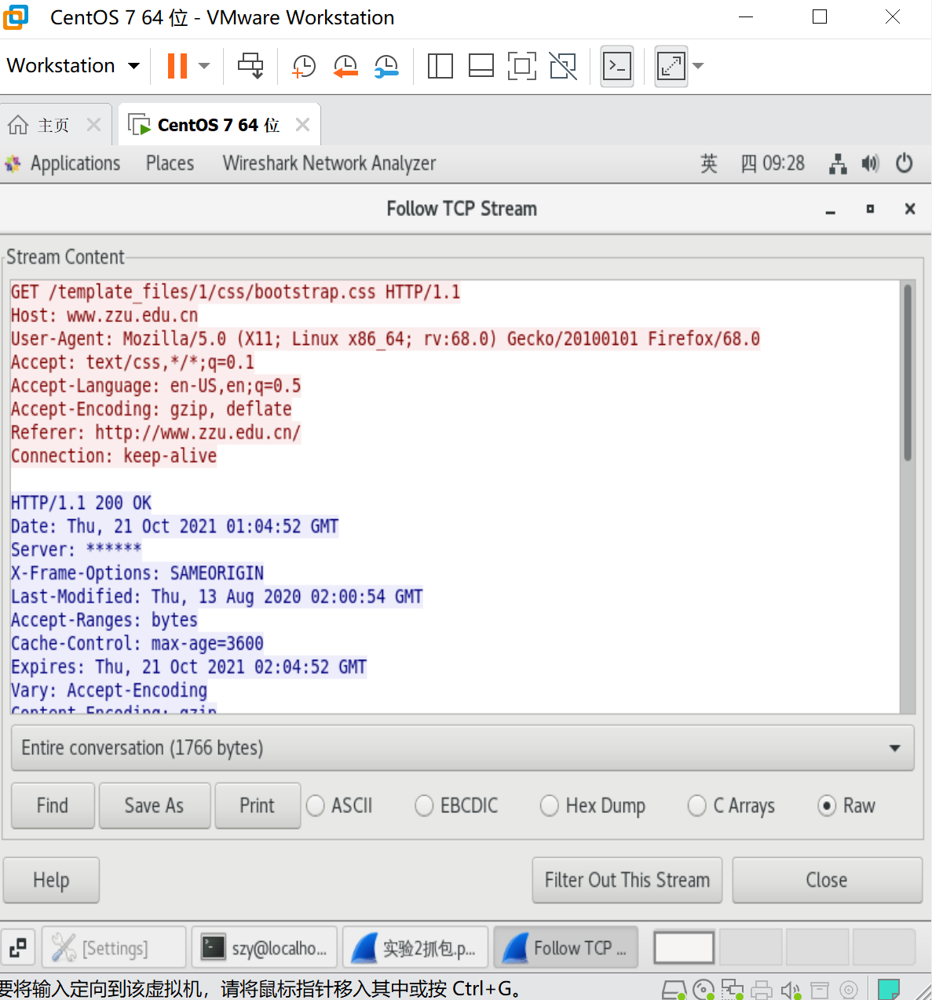 CentOS 7 64 位 - VMware Workstation
Workstation
主页
CentOS 7 64 位
Applications Places Wireshark Network Analyzer 英 四 09:28
Follow TCP Stream
Stream Content
GET /template_files/1/css/bootstrap.css HTTP/1.1
Host: www.zzu.edu.cn
User-Agent: Mozilla/5.0 (X11; Linux x86_64; rv:68.0) Gecko/20100101 Firefox/68.0
Accept: text/css,*/*;q=0.1
Accept-Language: en-US,en;q=0.5
Accept-Encoding: gzip, deflate
Referer: http://www.zzu.edu.cn/
Connection: keep-alive
HTTP/1.1 200 OK
Date: Thu, 21 Oct 2021 01:04:52 GMT
Server: ******
X-Frame-Options: SAMEORIGIN
Last-Modified: Thu, 13 Aug 2020 02:00:54 GMT
Accept-Ranges: bytes
Cache-Control: max-age=3600
Expires: Thu, 21 Oct 2021 02:04:52 GMT
Vary: Accept-Encoding
Content-Encoding: gzip
Entire conversation (1766 bytes)
Find Save As Print ASCII EBCDIC Hex Dump C Arrays Raw
Help Filter Out This Stream Close
[Settings] szy@localho... 实验2抓包.p... Follow TCP ...
要将输入定向到该虚拟机，请将鼠标指针移入其中或按 Ctrl+G。